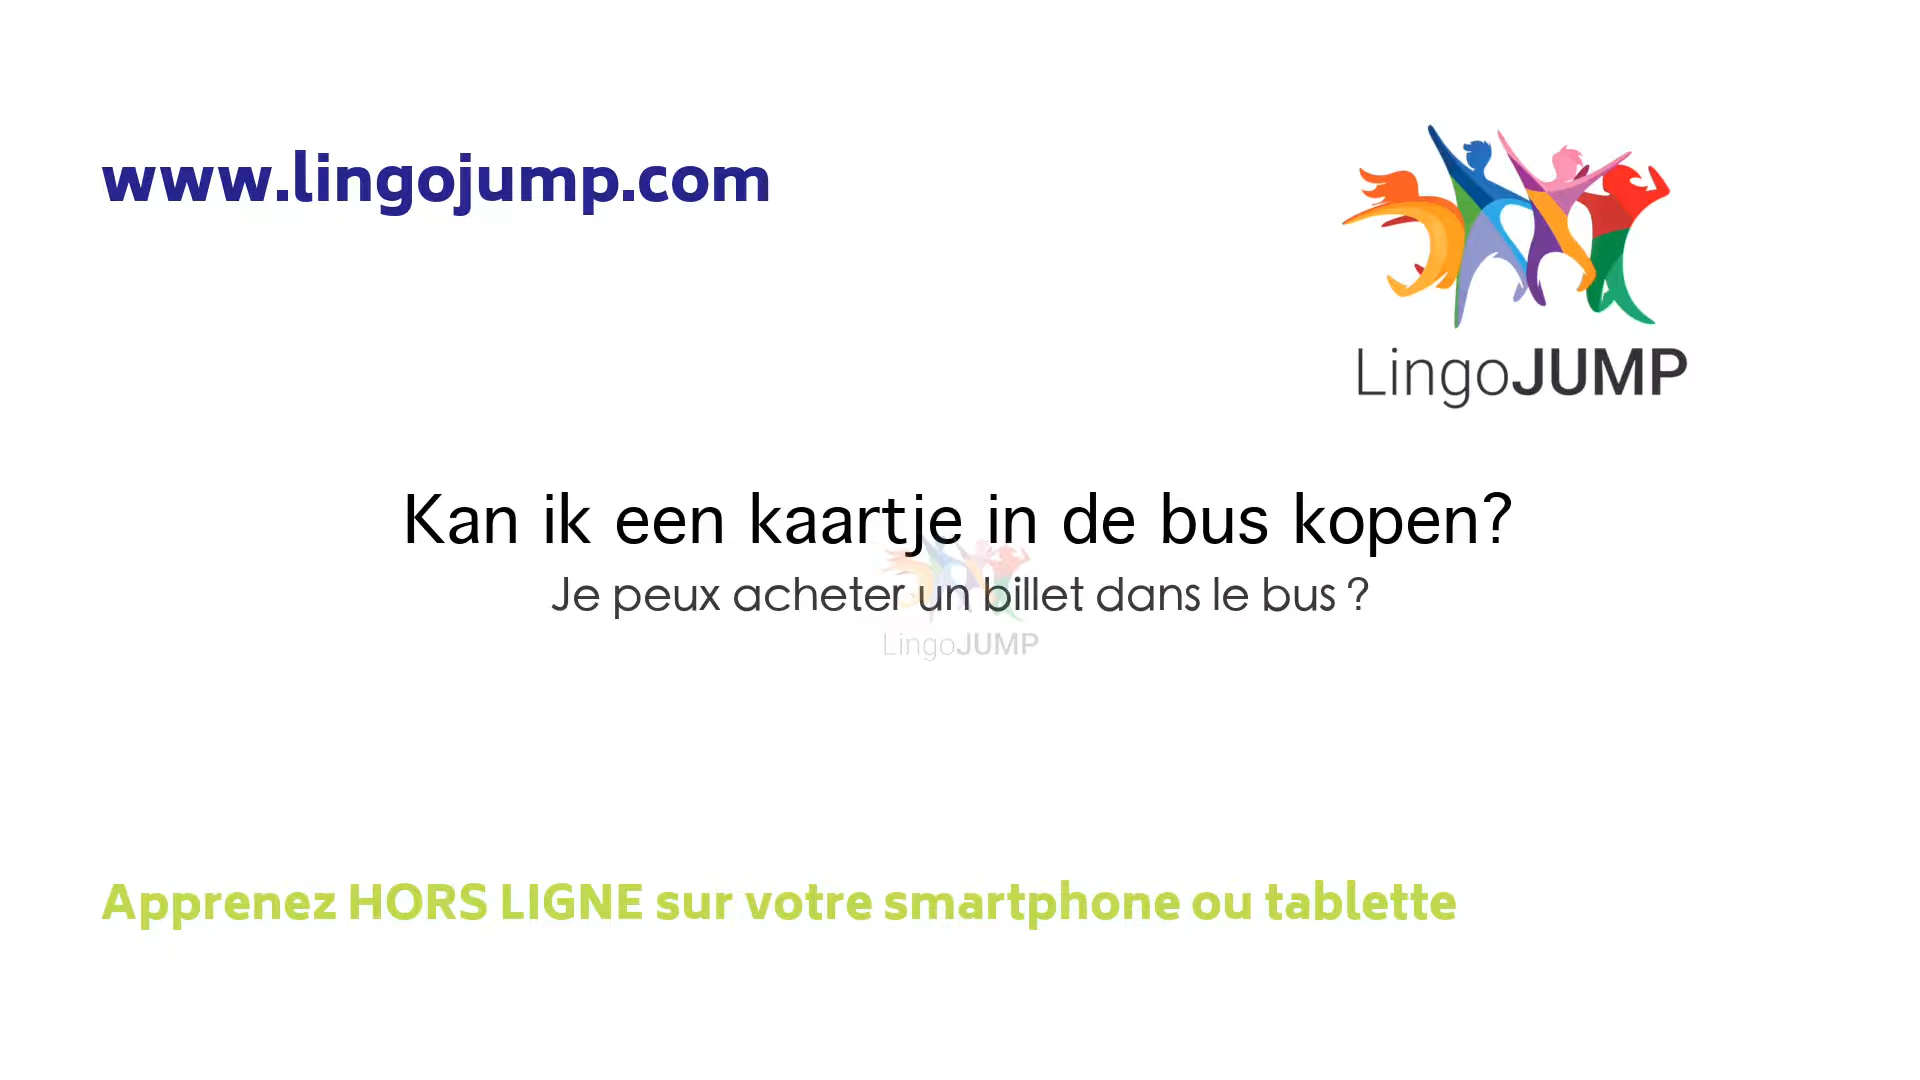 www.lingojump.com
LingoJUMP
Kan ik een kaartje in de bus kopen?
Je peux acheter un billet dans le bus ?
LingoJUMP
Apprenez HORS LIGNE sur votre smartphone ou tablette